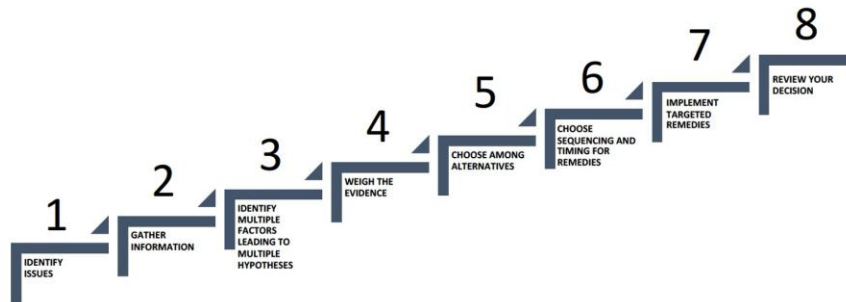 1
IDENTIFY
ISSUES
2
GATHER
INFORMATION
3
IDENTIFY
MULTIPLE
FACTORS
LEADING TO
MULTIPLE
HYPOTHESES
4
WEIGH THE
EVIDENCE
5
CHOOSE AMONG
ALTERNATIVES
6
CHOOSE
SEQUENCING AND
TIMING FOR
REMEDIES
7
IMPLEMENT
TARGETED
REMEDIES
8
REVIEW YOUR
DECISION